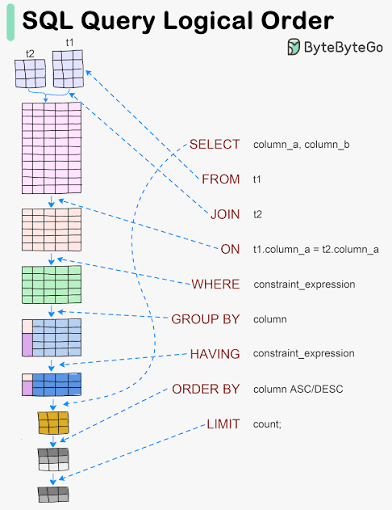 SQL Query Logical Order
ByteByteGo
t2 t1
SELECT column_a, column_b
FROM t1
JOIN t2
ON t1.column_a = t2.column_a
WHERE constraint_expression
GROUP BY column
HAVING constraint_expression
ORDER BY column ASC/DESC
LIMIT count;